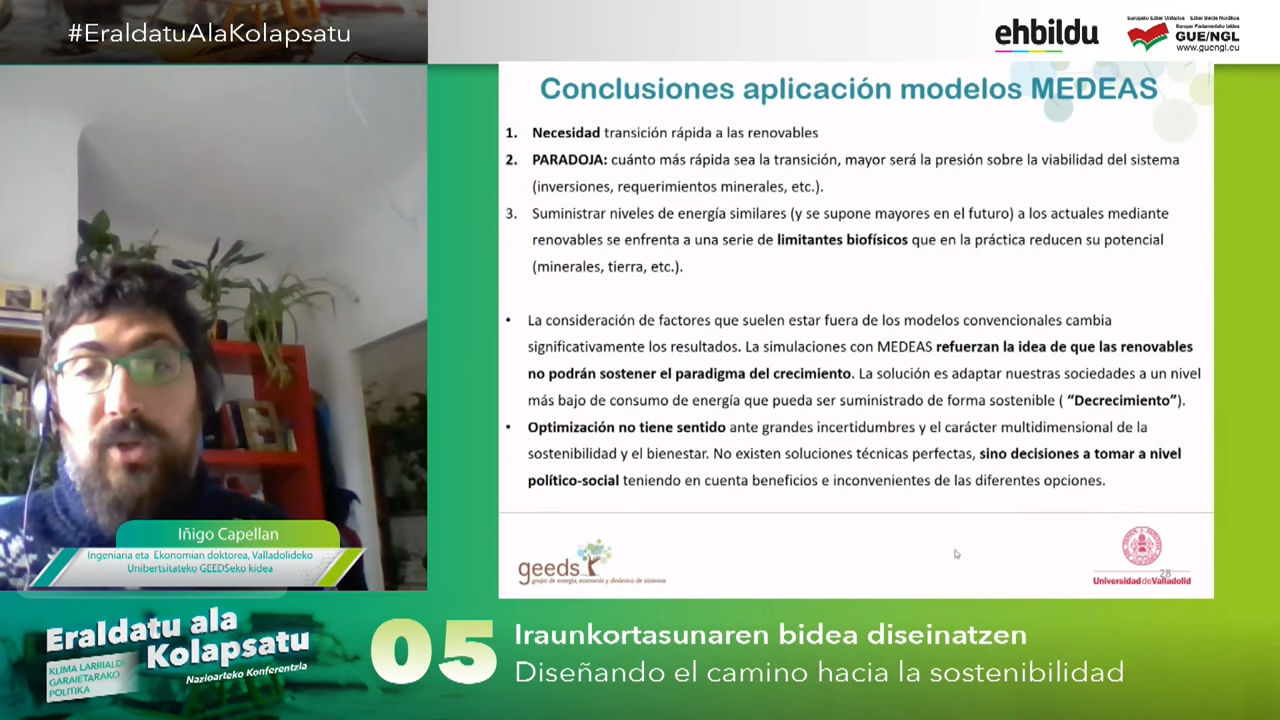 #EraldatuAlaKolapsatu
ehbildu
Europako Ezker Unitarioa Ezker Berde Nordikoa
GUE/NGL
www.guengl.eu
Conclusiones aplicación modelos MEDEAS
1. Necesidad transición rápida a las renovables
2. PARADOJA: cuánto más rápida sea la transición, mayor será la presión sobre la viabilidad del sistema
(inversiones, requerimientos minerales, etc.).
3. Suministrar niveles de energía similares (y se supone mayores en el futuro) a los actuales mediante
renovables se enfrenta a una serie de limitantes biofísicos que en la práctica reducen su potencial
(minerales, tierra, etc.).
• La consideración de factores que suelen estar fuera de los modelos convencionales cambia
significativamente los resultados. La simulaciones con MEDEAS refuerzan la idea de que las renovables
no podrán sostener el paradigma del crecimiento. La solución es adaptar nuestras sociedades a un nivel
más bajo de consumo de energía que pueda ser suministrado de forma sostenible ( “Decrecimiento”).
• Optimización no tiene sentido ante grandes incertidumbres y el carácter multidimensional de la
sostenibilidad y el bienestar. No existen soluciones técnicas perfectas, sino decisiones a tomar a nivel
político-social teniendo en cuenta beneficios e inconvenientes de las diferentes opciones.
geeds
grupo de energía, economía y dinámica de sistemas
28
Universidad de Valladolid
Iñigo Capellan
Ingeniaria eta Ekonomian doktorea, Valladolideko
Unibertsitateko GEEDSeko kidea
Eraldatu ala
Kolapsatu
KLIMA LARRIALDI
GARAIETARAKO
POLITIKA
Nazioarteko Konferentzia
05
Iraunkortasunaren bidea diseinatzen
Diseñando el camino hacia la sostenibilidad